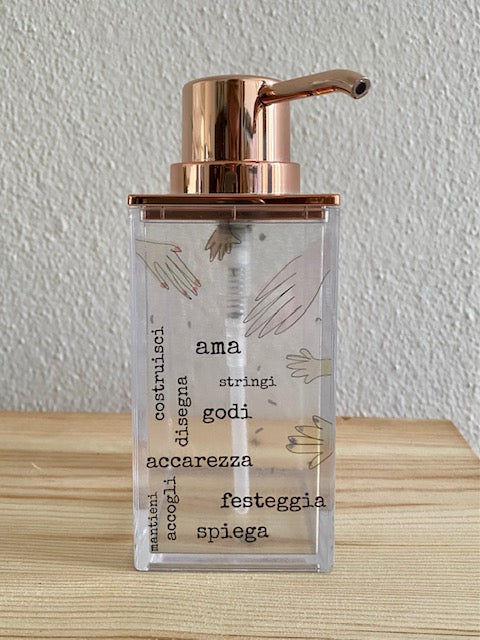 ama
stringi
costruisci
disegna
godi
accarezza
mantieni
accogli
festeggia
spiega